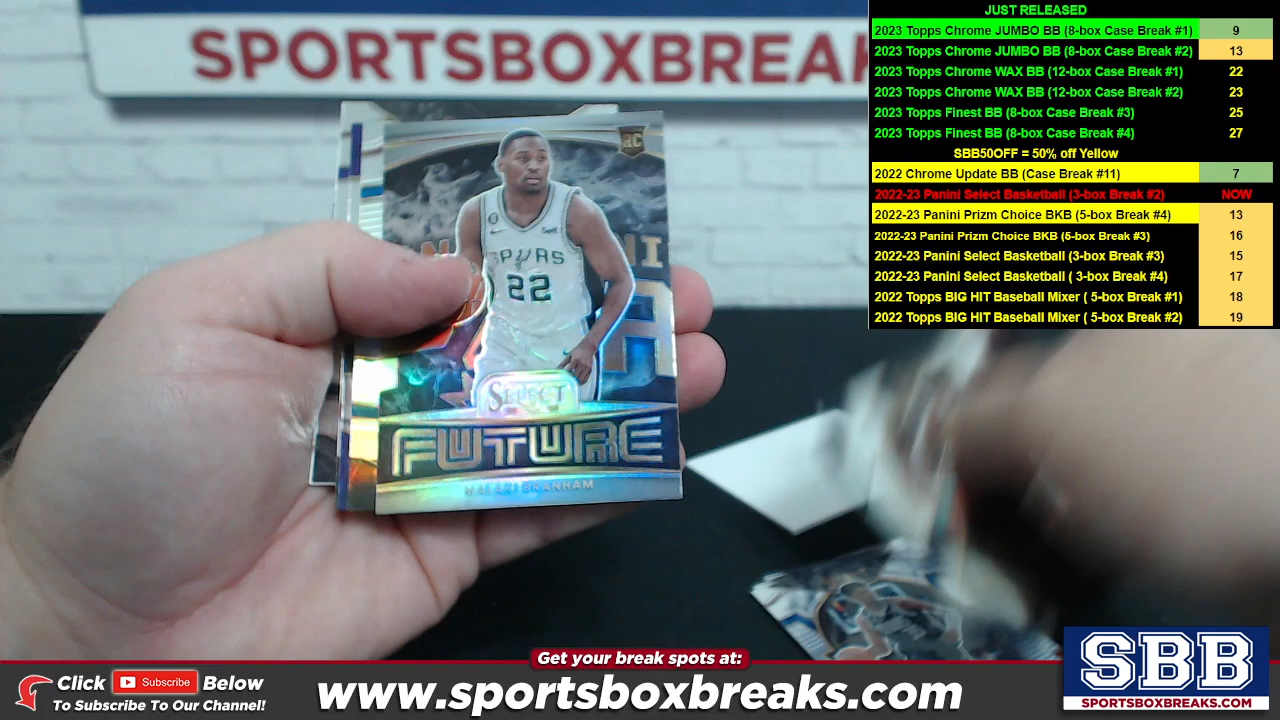 SPORTSBOXBREA
JUST RELEASED
2023 Topps Chrome JUMBO BB (8-box Case Break #1) 9
2023 Topps Chrome JUMBO BB (8-box Case Break #2) 13
2023 Topps Chrome WAX BB (12-box Case Break #1) 22
2023 Topps Chrome WAX BB (12-box Case Break #2) 23
2023 Topps Finest BB (8-box Case Break #3) 25
2023 Topps Finest BB (8-box Case Break #4) 27
SBB50OFF = 50% off Yellow
2022 Chrome Update BB (Case Break #11) 7
2022-23 Panini Select Basketball (3-box Break #2) NOW
2022-23 Panini Prizm Choice BKB (5-box Break #4) 13
2022-23 Panini Prizm Choice BKB (5-box Break #3) 16
2022-23 Panini Select Basketball (3-box Break #3) 15
2022-23 Panini Select Basketball ( 3-box Break #4) 17
2022 Topps BIG HIT Baseball Mixer ( 5-box Break #1) 18
2022 Topps BIG HIT Baseball Mixer ( 5-box Break #2) 19
RC
SPURS
22
SELECT
FUTURE
MALAKI BRANHAM
Get your break spots at:
Click Subscribe Below
To Subscribe To Our Channel!
www.sportsboxbreaks.com
SBB
SPORTSBOXBREAKS.COM